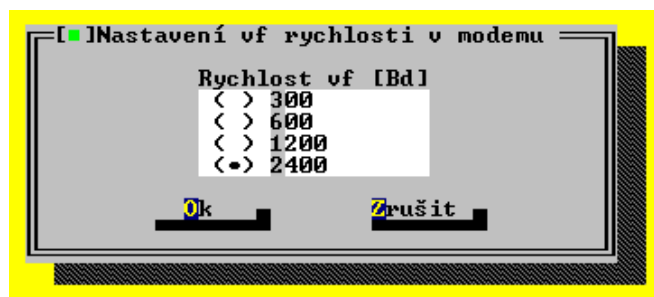 [■]Nastavení vf rychlosti v modemu
Rychlost vf [Bd]
( ) 300
( ) 600
( ) 1200
(•) 2400
Ok Zrušit